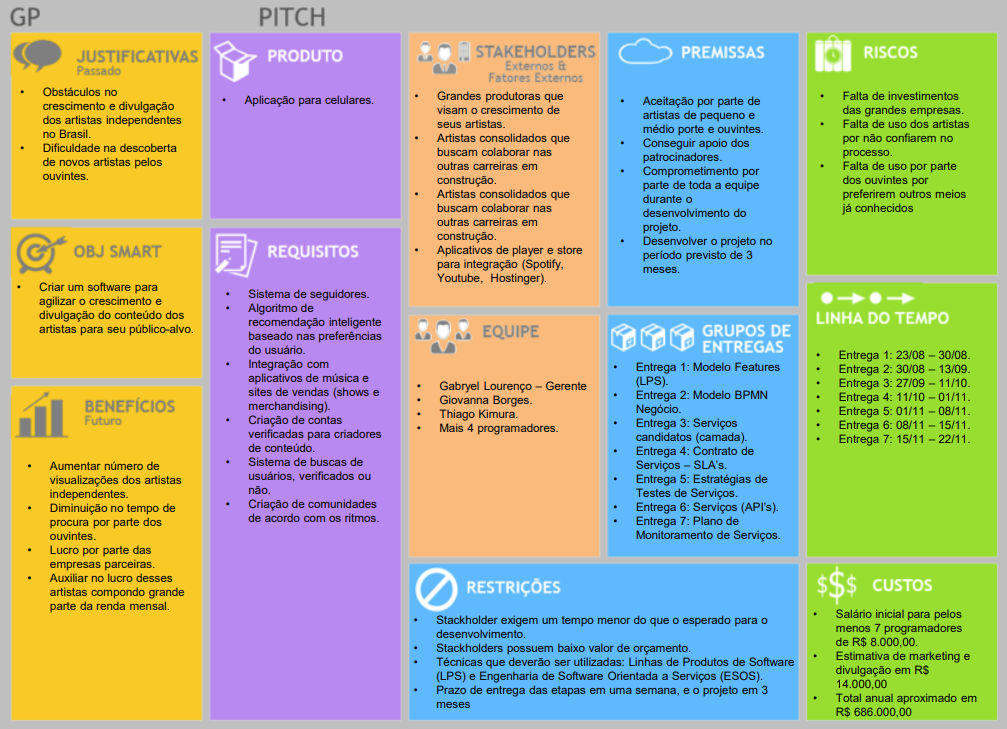 GP
PITCH
JUSTIFICATIVAS
Passado
Obstáculos no
crescimento e divulgação
dos artistas independentes
no Brasil.
Dificuldade na descoberta
de novos artistas pelos
ouvintes.
OBJ SMART
Criar um software para
agilizar o crescimento e
divulgação do conteúdo dos
artistas para seu público-alvo.
BENEFÍCIOS
Futuro
Aumentar número de
visualizações dos artistas
independentes.
Diminuição no tempo de
procura por parte dos
ouvintes.
Lucro por parte das
empresas parceiras.
Auxiliar no lucro desses
artistas compondo grande
parte da renda mensal.
PRODUTO
Aplicação para celulares.
REQUISITOS
Sistema de seguidores.
Algoritmo de
recomendação inteligente
baseado nas preferências
do usuário.
Integração com
aplicativos de música e
sites de vendas (shows e
merchandising).
Criação de contas
verificadas para criadores
de conteúdo.
Sistema de buscas de
usuários, verificados ou
não.
Criação de comunidades
de acordo com os ritmos.
STAKEHOLDERS
Externos &
Fatores Externos
Grandes produtoras que
visam o crescimento de
seus artistas.
Artistas consolidados que
buscam colaborar nas
outras carreiras em
construção.
Artistas consolidados que
buscam colaborar nas
outras carreiras em
construção.
Aplicativos de player e store
para integração (Spotify,
Youtube, Hostinger).
EQUIPE
Gabryel Lourenço – Gerente
Giovanna Borges.
Thiago Kimura.
Mais 4 programadores.
PREMISSAS
Aceitação por parte de
artistas de pequeno e
médio porte e ouvintes.
Conseguir apoio dos
patrocinadores.
Comprometimento por
parte de toda a equipe
durante o
desenvolvimento do
projeto.
Desenvolver o projeto no
período previsto de 3
meses.
GRUPOS DE
ENTREGAS
Entrega 1: Modelo Features
(LPS).
Entrega 2: Modelo BPMN
Negócio.
Entrega 3: Serviços
candidatos (camada).
Entrega 4: Contrato de
Serviços – SLA's.
Entrega 5: Estratégias de
Testes de Serviços.
Entrega 6: Serviços (API's).
Entrega 7: Plano de
Monitoramento de Serviços.
RISCOS
Falta de investimentos
das grandes empresas.
Falta de uso dos artistas
por não confiarem no
processo.
Falta de uso por parte
dos ouvintes por
preferirem outros meios
já conhecidos
LINHA DO TEMPO
Entrega 1: 23/08 – 30/08.
Entrega 2: 30/08 – 13/09.
Entrega 3: 27/09 – 11/10.
Entrega 4: 11/10 – 01/11.
Entrega 5: 01/11 – 08/11.
Entrega 6: 08/11 – 15/11.
Entrega 7: 15/11 – 22/11.
RESTRIÇÕES
Stackholder exigem um tempo menor do que o esperado para o
desenvolvimento.
Stackholders possuem baixo valor de orçamento.
Técnicas que deverão ser utilizadas: Linhas de Produtos de Software
(LPS) e Engenharia de Software Orientada a Serviços (ESOS).
Prazo de entrega das etapas em uma semana, e o projeto em 3
meses
$$$ CUSTOS
Salário inicial para pelos
menos 7 programadores
de R$ 8.000,00.
Estimativa de marketing e
divulgação em R$
14.000,00
Total anual aproximado em
R$ 686.000,00